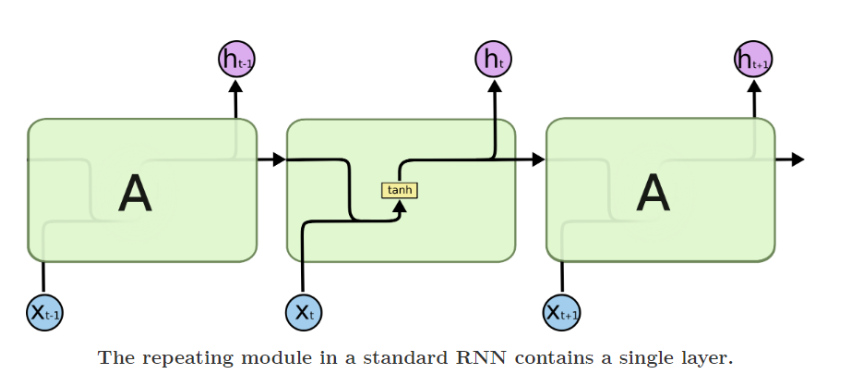 h t-1
h t
h t+1
A
tanh
A
X t-1
X t
X t+1
The repeating module in a standard RNN contains a single layer.